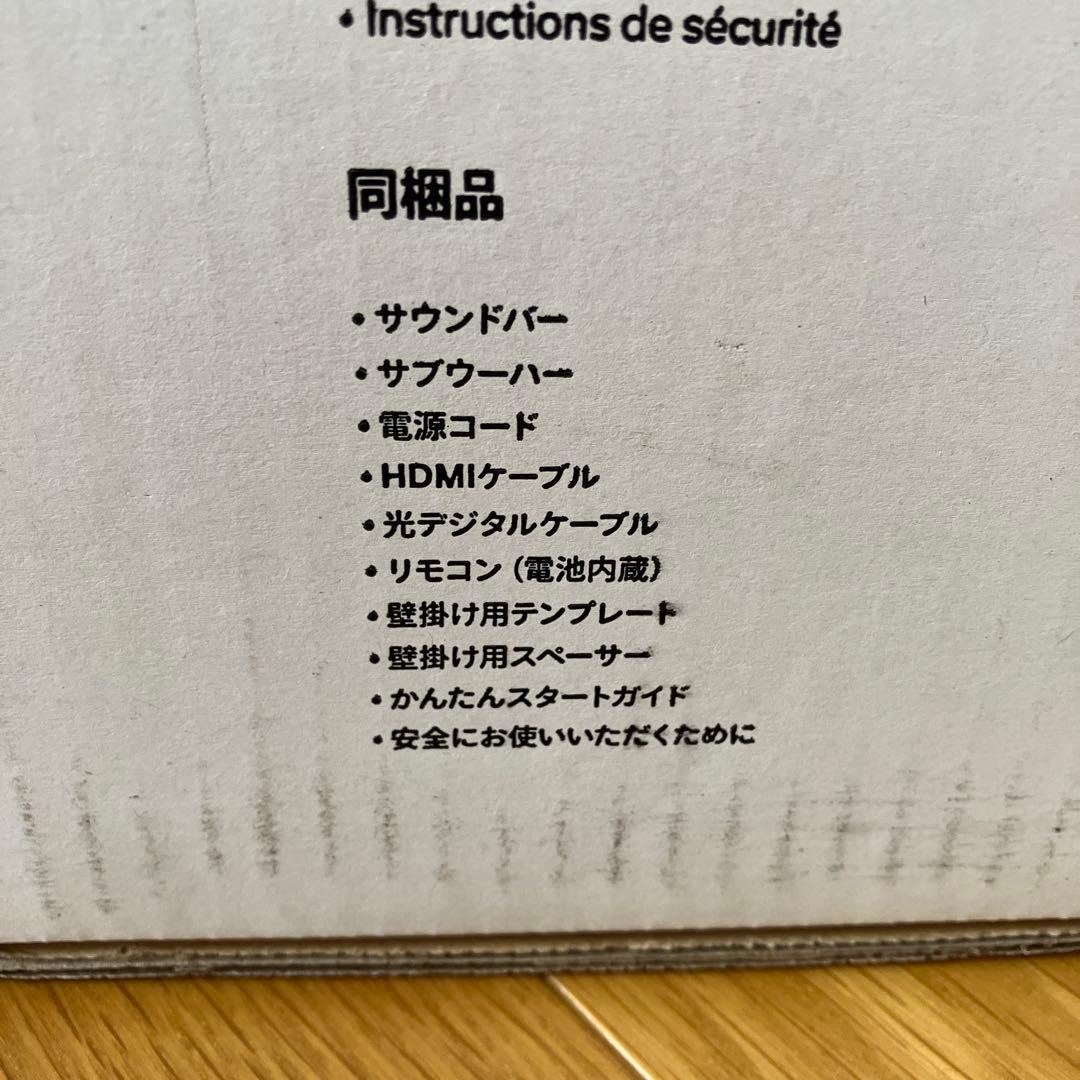 • Instructions de sécurité
同梱品
• サウンドバー
• サブウーハー
• 電源コード
• HDMIケーブル
• 光デジタルケーブル
• リモコン（電池内蔵）
• 壁掛け用テンプレート
• 壁掛け用スペーサー
• かんたんスタートガイド
• 安全にお使いいただくために